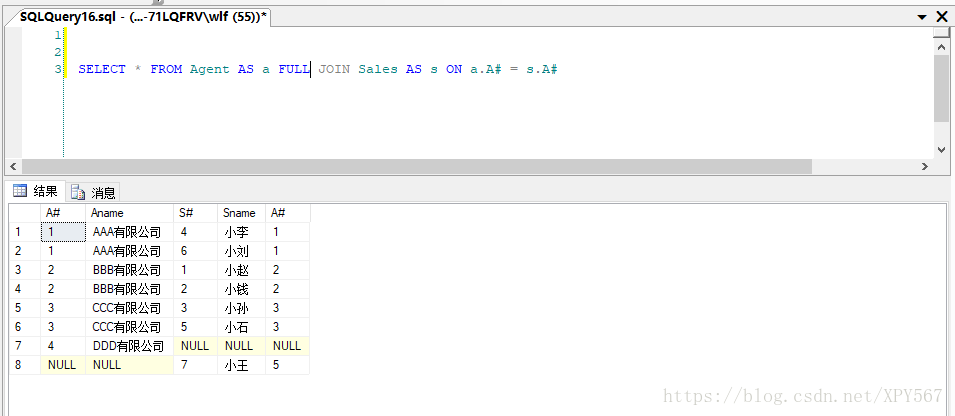 SQLQuery16.sql - (...-71LQFRV\wlf (55))*
1
2
3 SELECT * FROM Agent AS a FULL JOIN Sales AS s ON a.A# = s.A#
结果 消息
A# Aname S# Sname A#
1 1 AAA有限公司 4 小李 1
2 1 AAA有限公司 6 小刘 1
3 2 BBB有限公司 1 小赵 2
4 2 BBB有限公司 2 小钱 2
5 3 CCC有限公司 3 小孙 3
6 3 CCC有限公司 5 小石 3
7 4 DDD有限公司 NULL NULL NULL
8 NULL NULL 7 小王 5
https://blog.csdn.net/XPY567